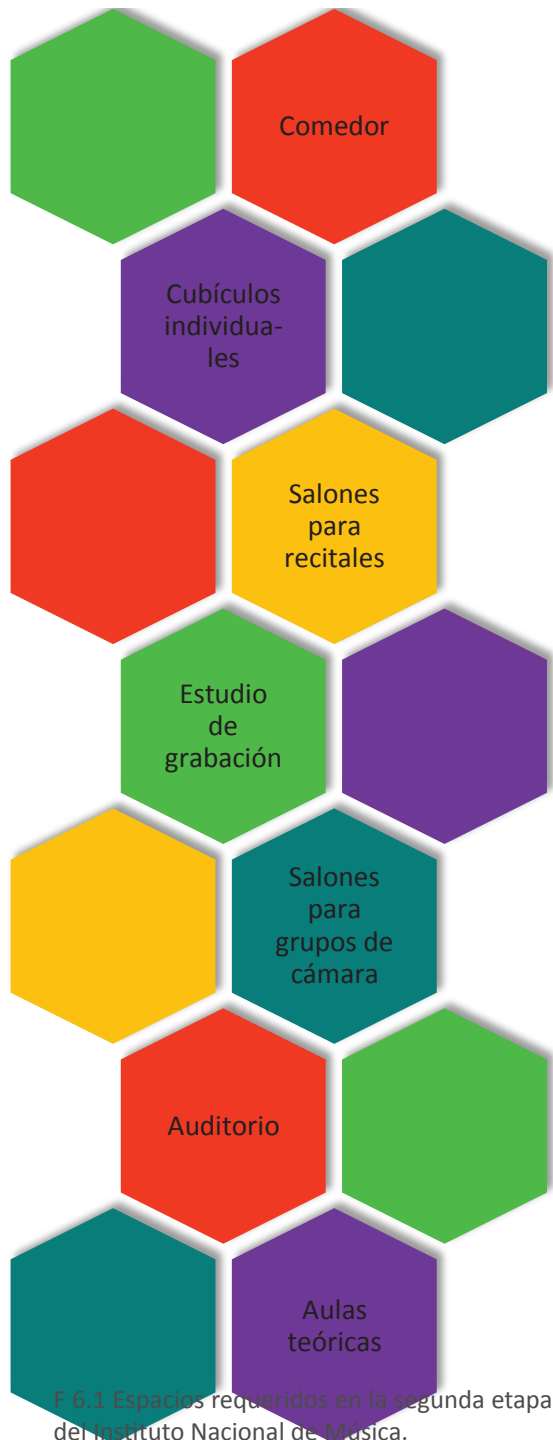 Comedor
Cubículos
individua-
les
Salones
para
recitales
Estudio
de
grabación
Salones
para
grupos de
cámara
Auditorio
Aulas
teóricas
F 6.1 Espacios requeridos en la segunda etapa
del Instituto Nacional de Música.